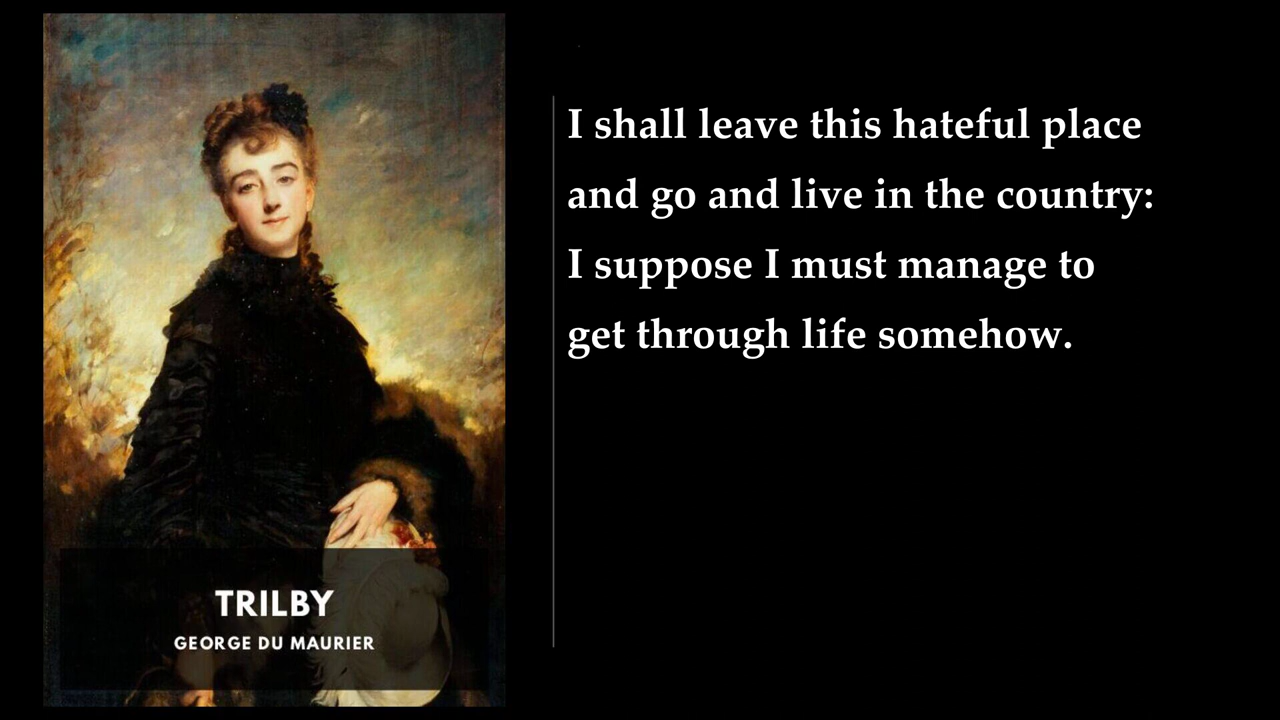 TRILBY
GEORGE DU MAURIER
I shall leave this hateful place
and go and live in the country:
I suppose I must manage to
get through life somehow.